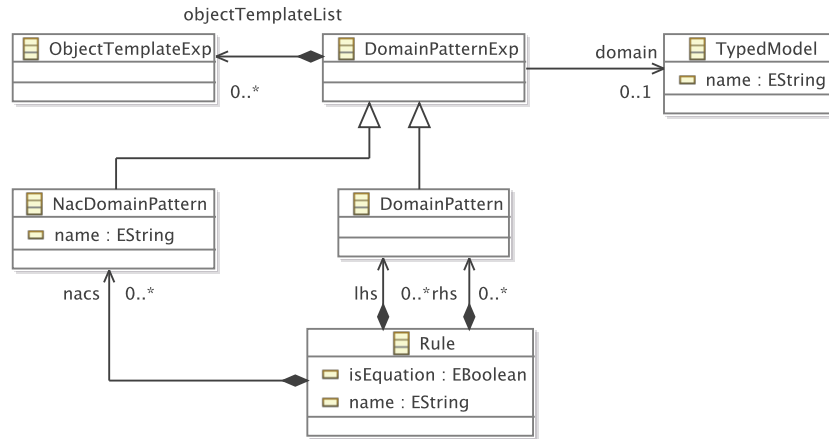 objectTemplateList
ObjectTemplateExp
DomainPatternExp
domain
TypedModel
name : EString
0..*
0..1
NacDomainPattern
name : EString
DomainPattern
nacs
0..*
lhs
0..*
rhs
0..*
Rule
isEquation : EBoolean
name : EString